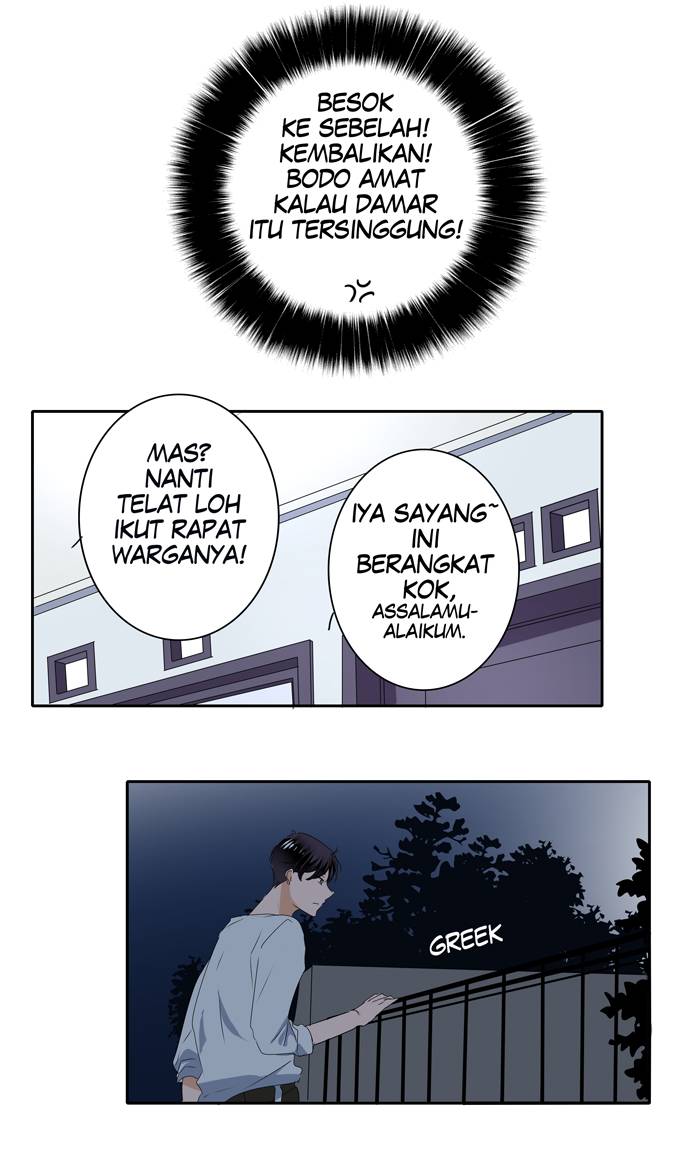 BESOK
KE SEBELAH!
KEMBALIKAN!
BODO AMAT
KALAU DAMAR
ITU TERSINGGUNG!
MAS?
NANTI
TELAT LOH
IKUT RAPAT
WARGANYA!
IYA SAYANG~
INI
BERANGKAT
KOK,
ASSALAMU-
ALAIKUM.
GREEK